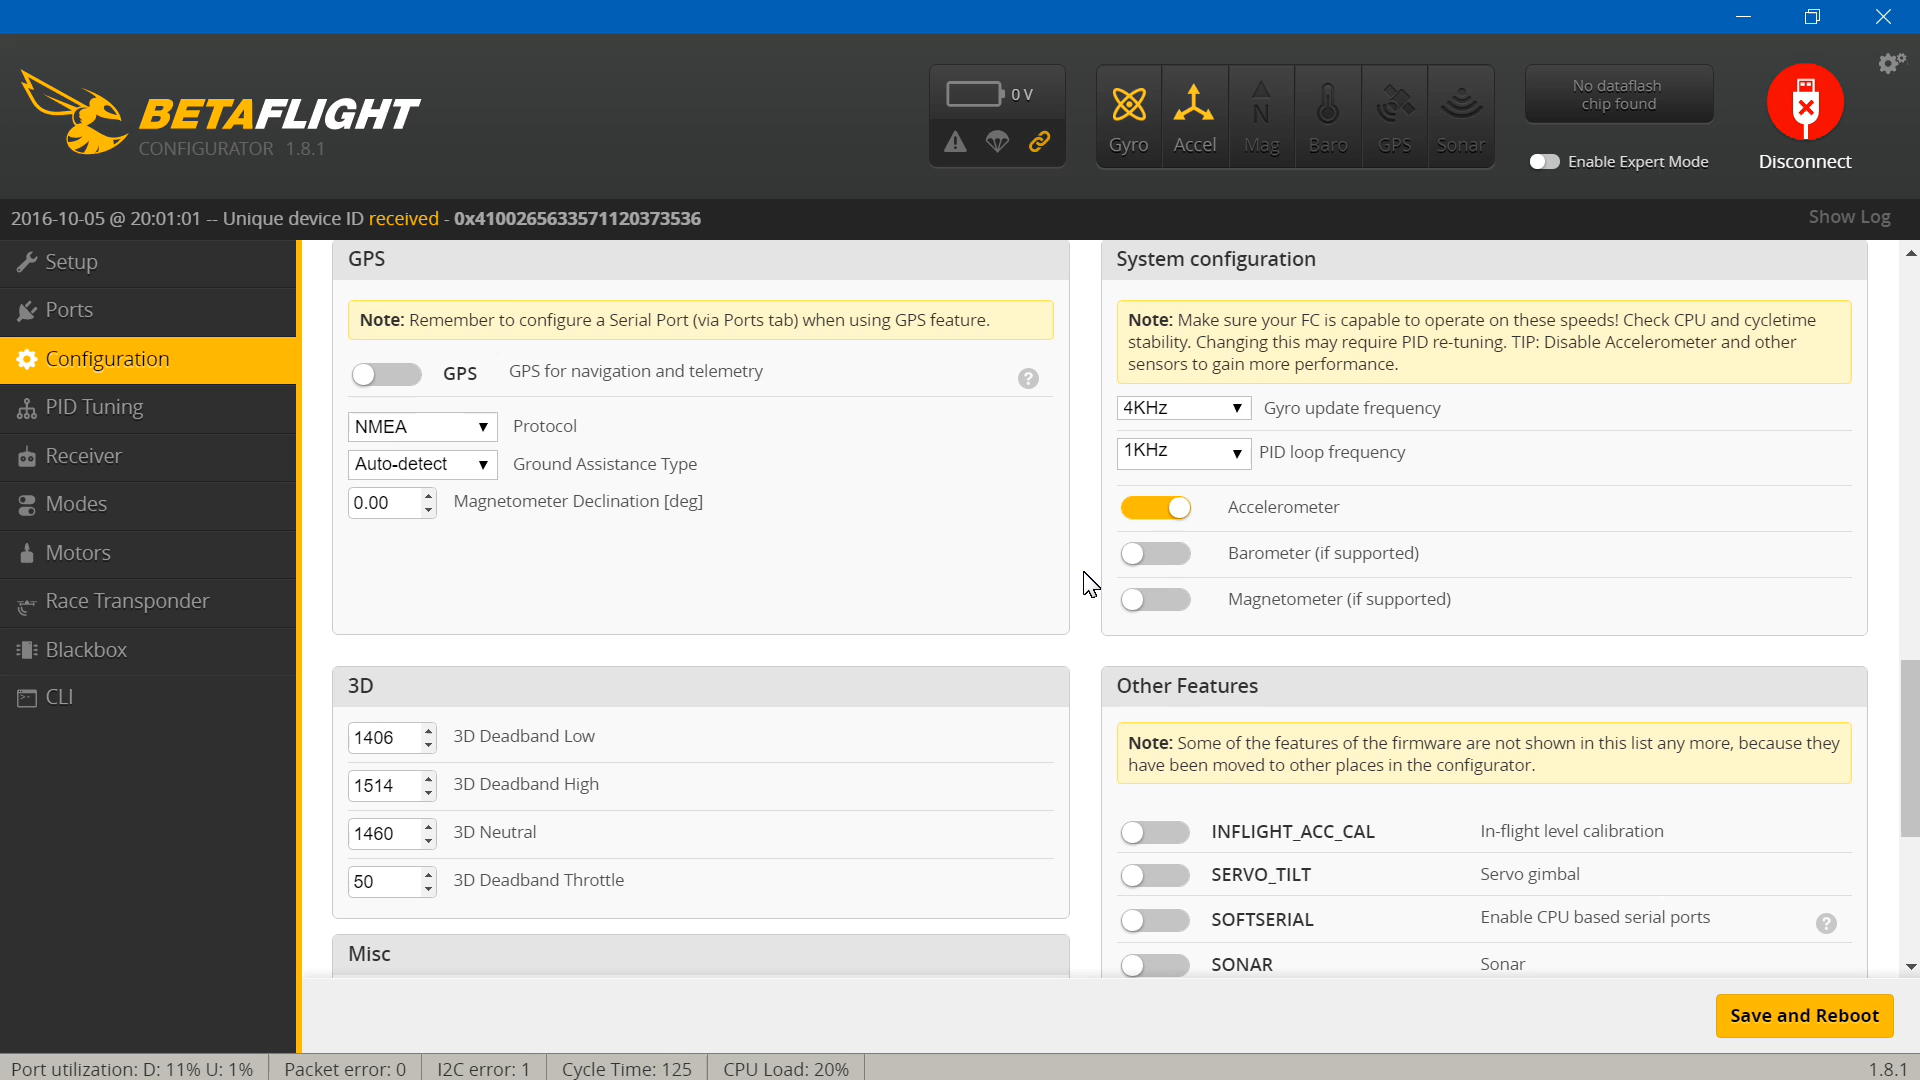 BETAFLIGHT
CONFIGURATOR 1.8.1
0 V
Gyro
Accel
Mag
Baro
GPS
Sonar
No dataflash
chip found
Enable Expert Mode
Disconnect
2016-10-05 @ 20:01:01 -- Unique device ID received - 0x4100265633571120373536
Show Log
Setup
Ports
Configuration
PID Tuning
Receiver
Modes
Motors
Race Transponder
Blackbox
CLI
GPS
Note: Remember to configure a Serial Port (via Ports tab) when using GPS feature.
GPS GPS for navigation and telemetry ?
NMEA Protocol
Auto-detect Ground Assistance Type
0.00 Magnetometer Declination [deg]
System configuration
Note: Make sure your FC is capable to operate on these speeds! Check CPU and cycletime
stability. Changing this may require PID re-tuning. TIP: Disable Accelerometer and other
sensors to gain more performance.
4KHz Gyro update frequency
1KHz PID loop frequency
Accelerometer
Barometer (if supported)
Magnetometer (if supported)
3D
1406 3D Deadband Low
1514 3D Deadband High
1460 3D Neutral
50 3D Deadband Throttle
Misc
Other Features
Note: Some of the features of the firmware are not shown in this list any more, because they
have been moved to other places in the configurator.
INFLIGHT_ACC_CAL In-flight level calibration
SERVO_TILT Servo gimbal
SOFTSERIAL Enable CPU based serial ports ?
SONAR Sonar
Save and Reboot
Port utilization: D: 11% U: 1% Packet error: 0 I2C error: 1 Cycle Time: 125 CPU Load: 20% 1.8.1